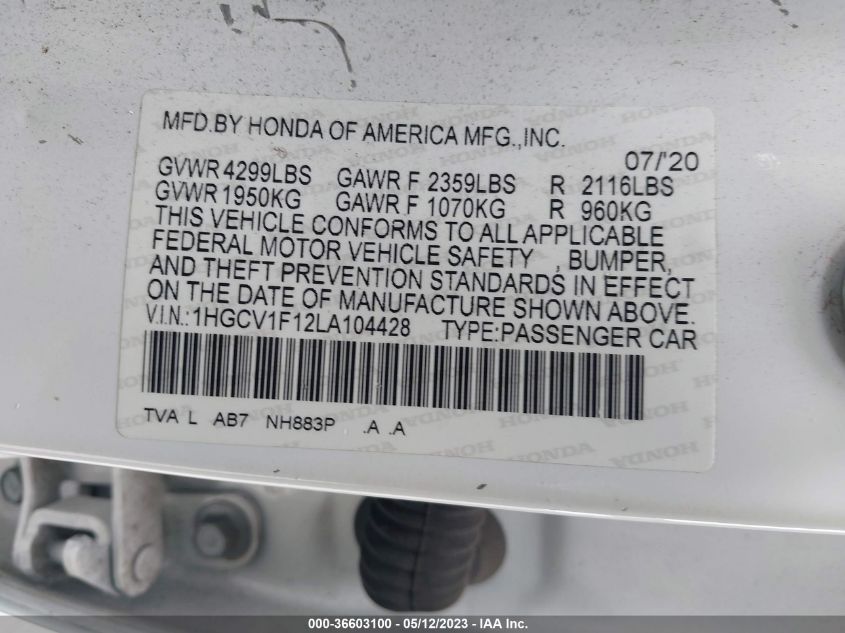 MFD.BY HONDA OF AMERICA MFG.,INC.
07/'20
GVWR 4299LBS GAWR F 2359LBS R 2116LBS
GVWR 1950KG GAWR F 1070KG R 960KG
THIS VEHICLE CONFORMS TO ALL APPLICABLE
FEDERAL MOTOR VEHICLE SAFETY , BUMPER,
AND THEFT PREVENTION STANDARDS IN EFFECT
ON THE DATE OF MANUFACTURE SHOWN ABOVE.
V.I.N.:1HGCV1F12LA104428 TYPE:PASSENGER CAR
TVA L AB7 NH883P .A .A
000-36603100 - 05/12/2023 - IAA Inc.